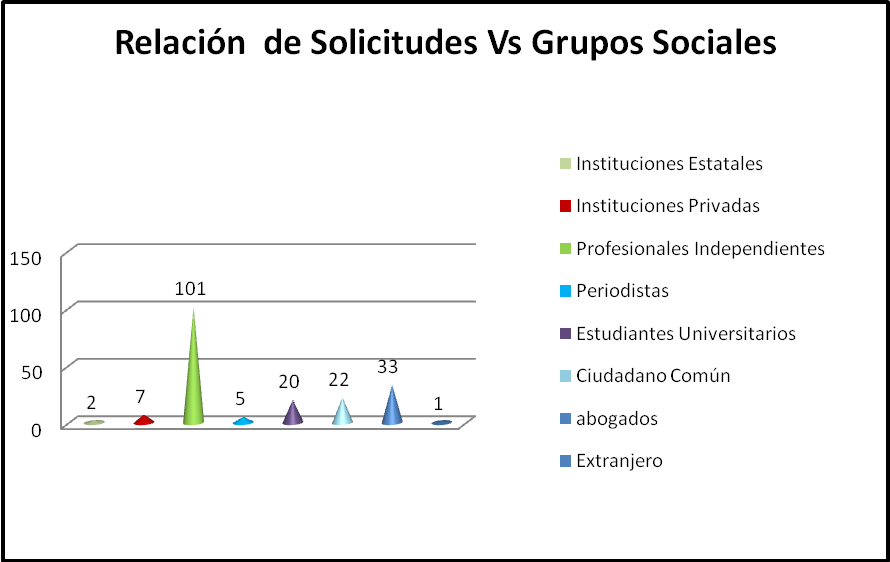 Relación  de Solicitudes Vs Grupos Sociales
150
100
50
0
2
7
101
5
20
22
33
1
Instituciones Estatales
Instituciones Privadas
Profesionales Independientes
Periodistas
Estudiantes Universitarios
Ciudadano Común
abogados
Extranjero